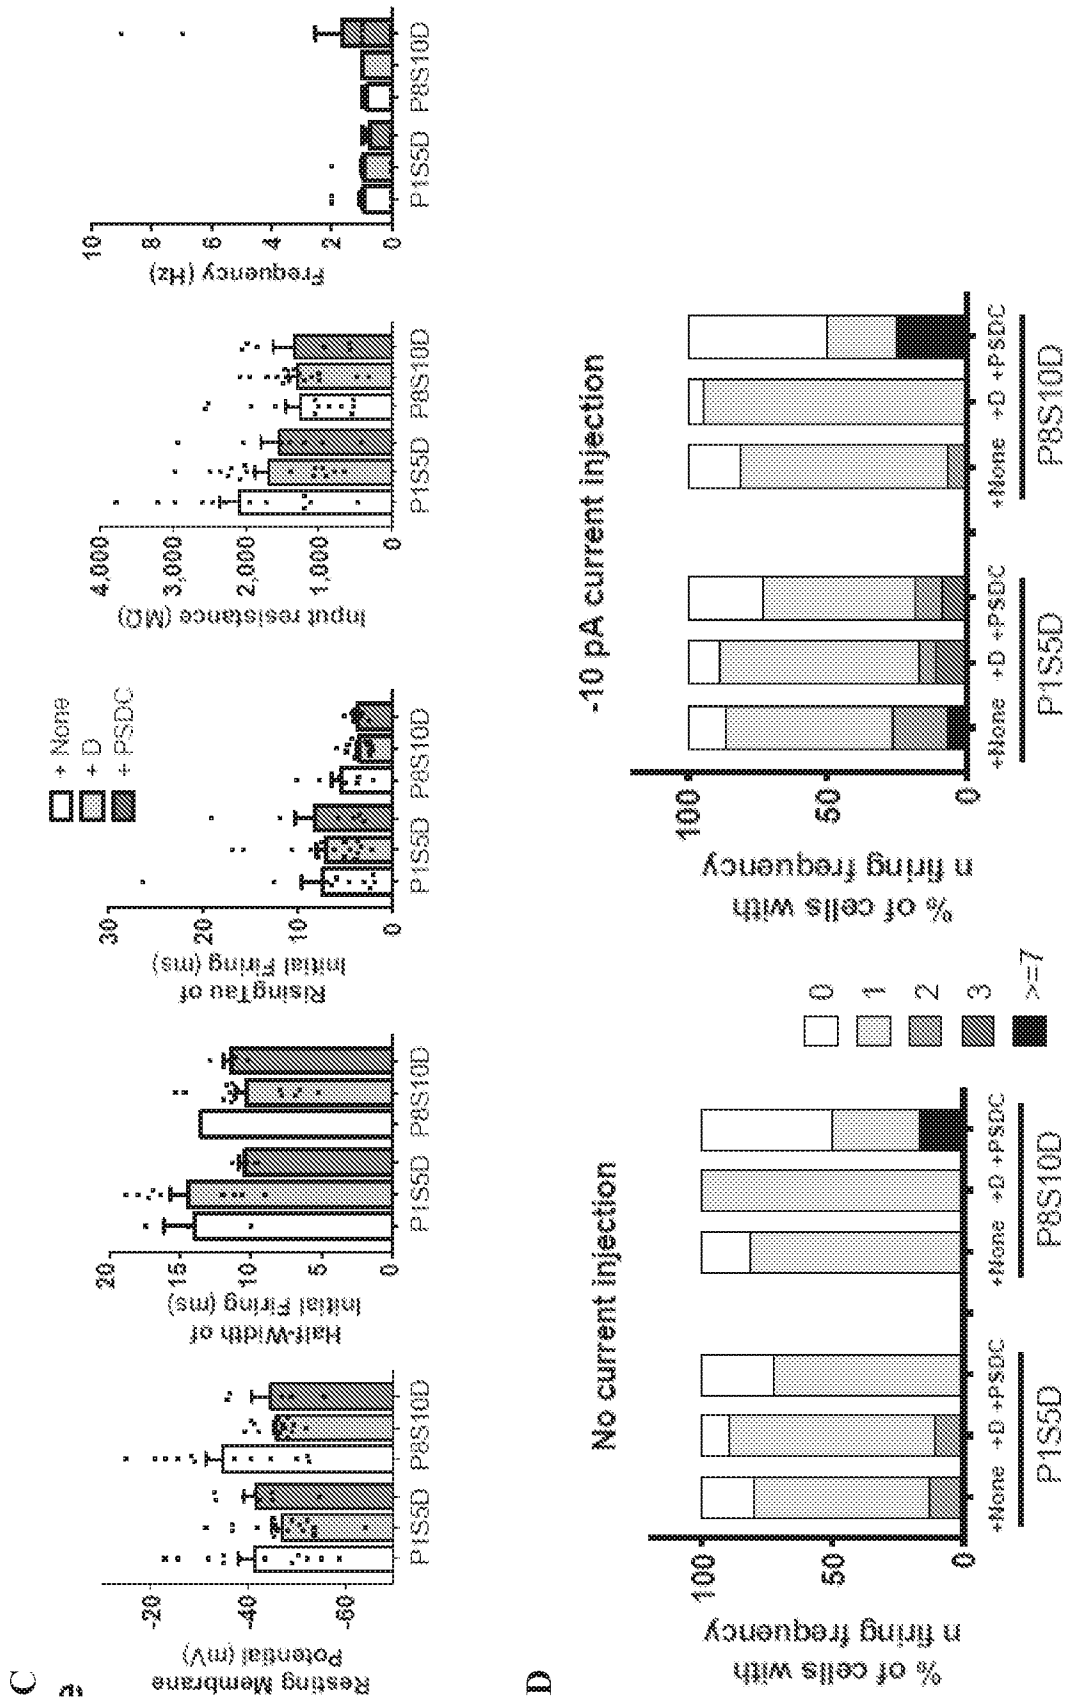 C
Resting Membrane
Potential (mV)
-20
-40
-60
P1S5D
P8S10D
Half-Width of
Initial Firing (ms)
20
15
10
5
0
P1S5D
P8S10D
RisingTau of
Initial Firing (ms)
30
20
10
0
P1S5D
P8S10D
+ None
+ D
+ PSDC
Input resistance (MΩ)
4,000
3,000
2,000
1,000
0
P1S5D
P8S10D
Frequency (Hz)
10
8
6
4
2
0
P1S5D
P8S10D
D
No current injection
% of cells with
n firing frequency
100
50
0
+None +D +PSDC
P1S5D
+None +D +PSDC
P8S10D
0
1
2
3
>=7
-10 pA current injection
% of cells with
n firing frequency
100
50
0
+None +D +PSDC
P1S5D
+None +D +PSDC
P8S10D